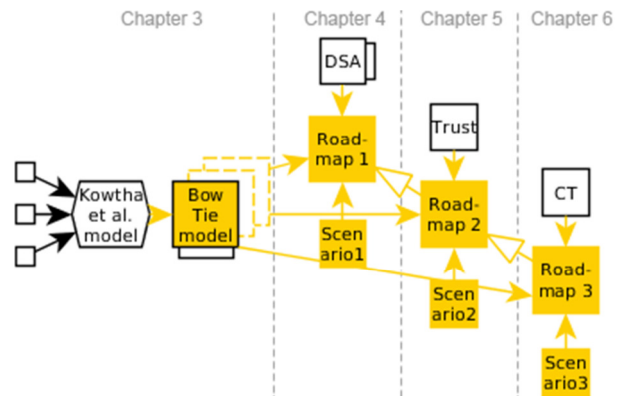 Chapter 3
Chapter 4
Chapter 5
Chapter 6
DSA
Road-
map 1
Trust
Kowtha
et al.
model
Bow
Tie
model
Road-
map 2
CT
Scen
ario1
Road-
map 3
Scen
ario2
Scen
ario3